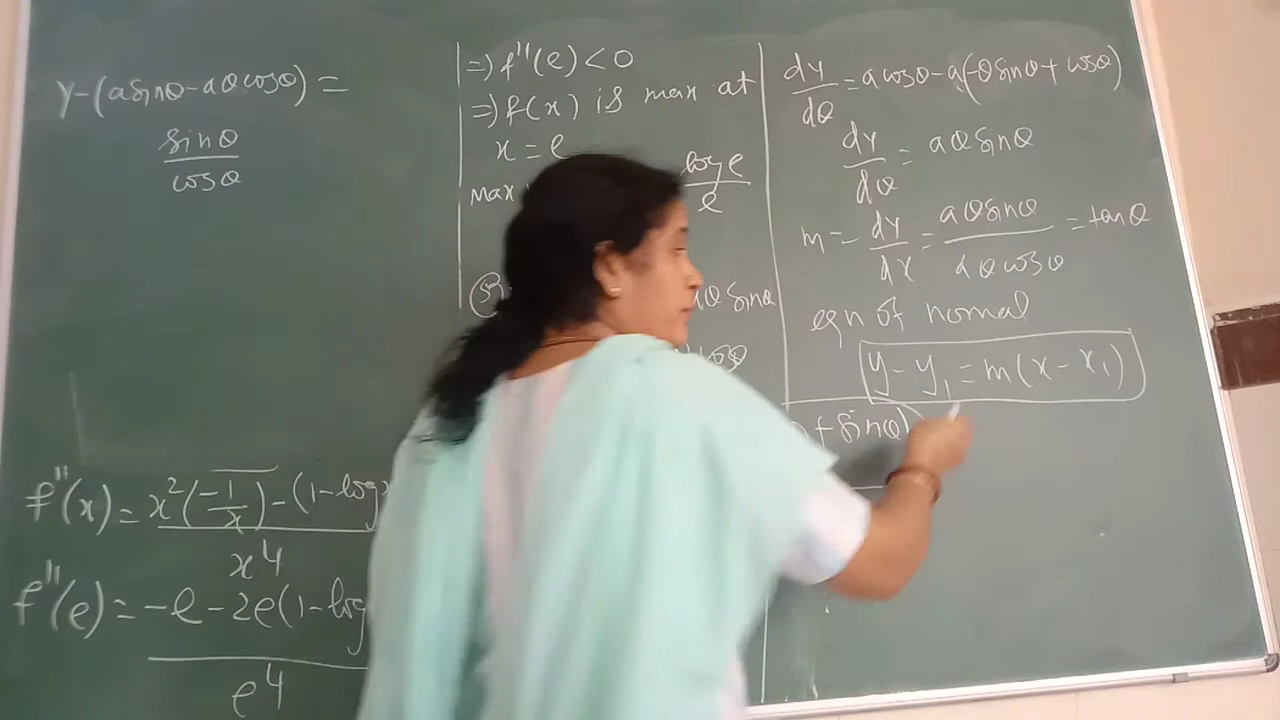 y-(asinθ-aθcosθ)=
sinθ
cosθ
f''(x)= x²(-1/x)-(1-log
x⁴
f''(e)= -e-2e(1-log
e⁴
⇒f''(e)<0
⇒f(x) is max at
x=e
max
log e
e
θ sinθ
dy/dθ = acosθ-a(-θsinθ+cosθ)
dy/dθ = aθsinθ
m= dy/dx = aθsinθ/aθcosθ = tanθ
eqn of normal
y-y₁=m(x-x₁)
+sinθ)